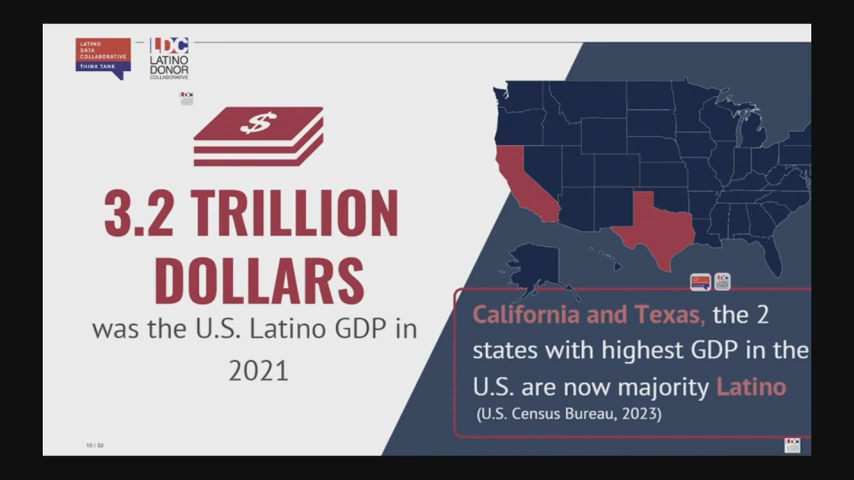 LATINO
DATA
COLLABORATIVE
THINK TANK
LDC
LATINO
DONOR
COLLABORATIVE
$
3.2 TRILLION
DOLLARS
was the U.S. Latino GDP in
2021
California and Texas, the 2
states with highest GDP in the
U.S. are now majority Latino
(U.S. Census Bureau, 2023)
LDC